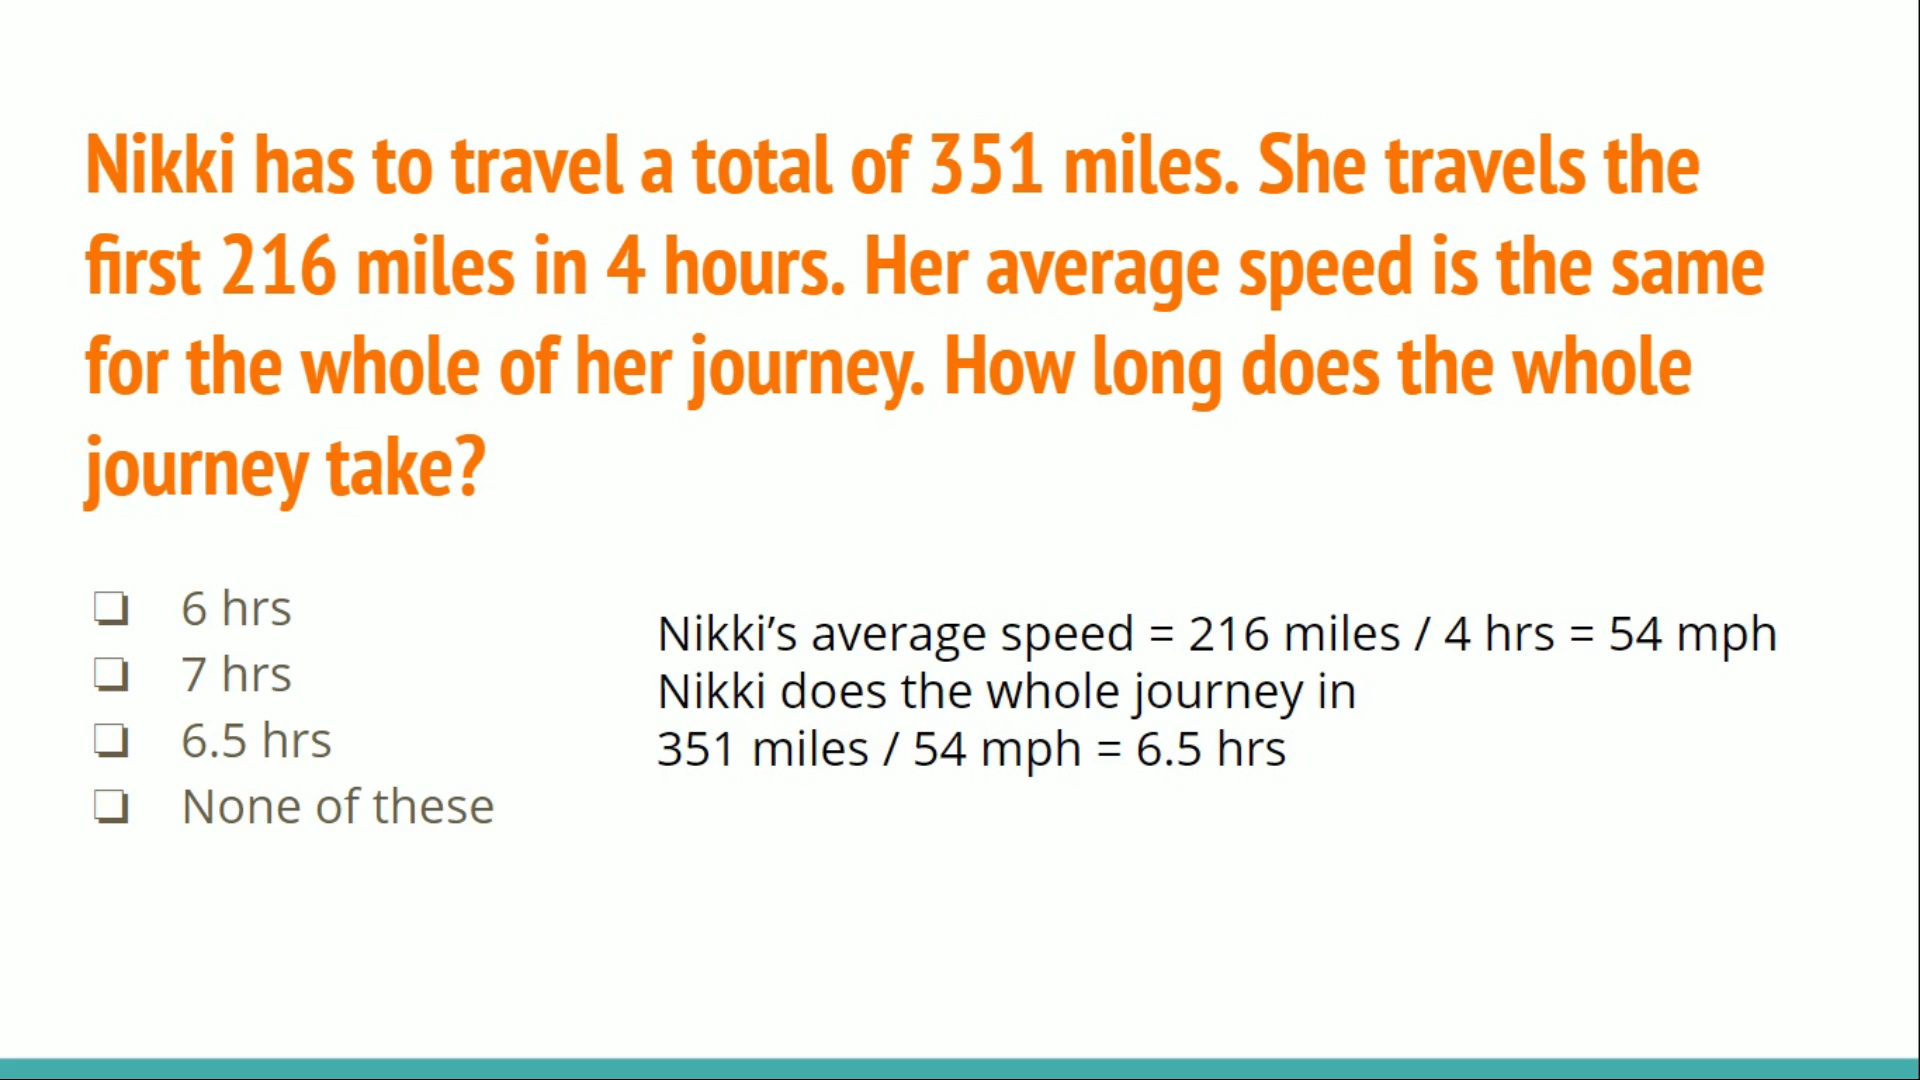 Nikki has to travel a total of 351 miles. She travels the
first 216 miles in 4 hours. Her average speed is the same
for the whole of her journey. How long does the whole
journey take?
6 hrs
7 hrs
6.5 hrs
None of these
Nikki’s average speed = 216 miles / 4 hrs = 54 mph
Nikki does the whole journey in
351 miles / 54 mph = 6.5 hrs